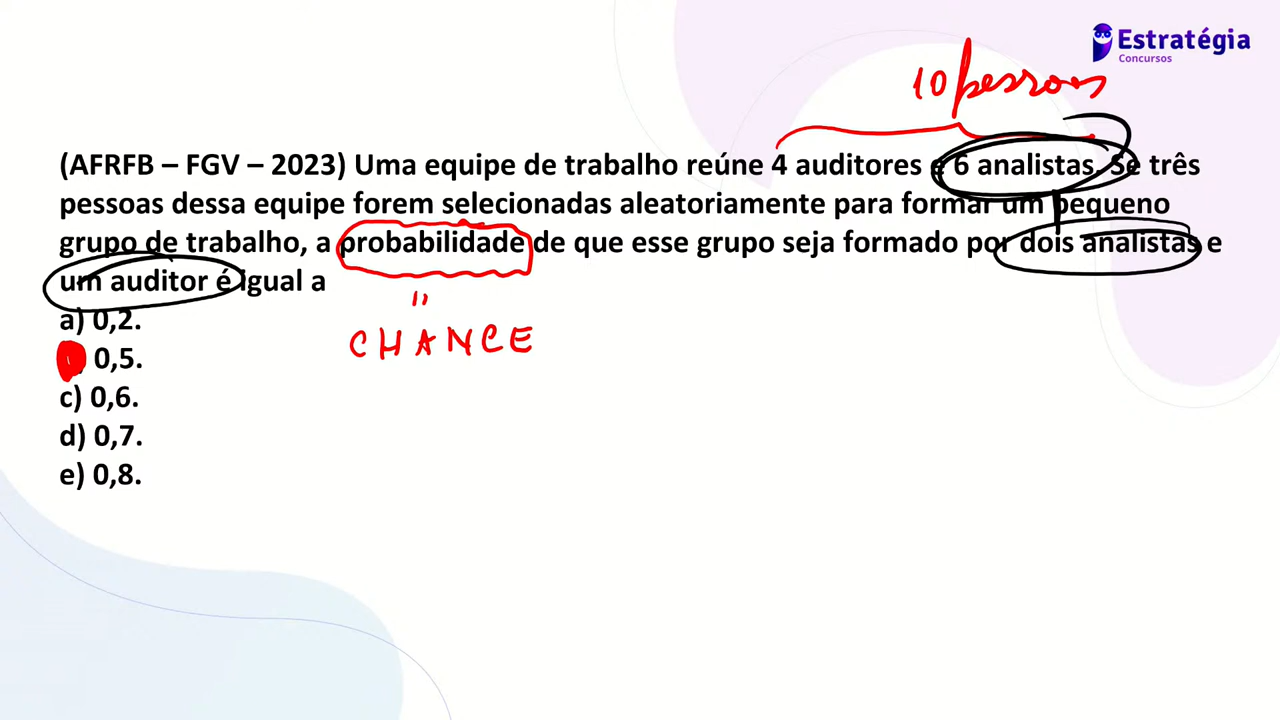 Estratégia
Concursos
10 pessoas
(AFRFB – FGV – 2023) Uma equipe de trabalho reúne 4 auditores e 6 analistas. Se três
pessoas dessa equipe forem selecionadas aleatoriamente para formar um pequeno
grupo de trabalho, a probabilidade de que esse grupo seja formado por dois analistas e
um auditor é igual a
a) 0,2.
0,5.
c) 0,6.
d) 0,7.
e) 0,8.
"
CHANCE